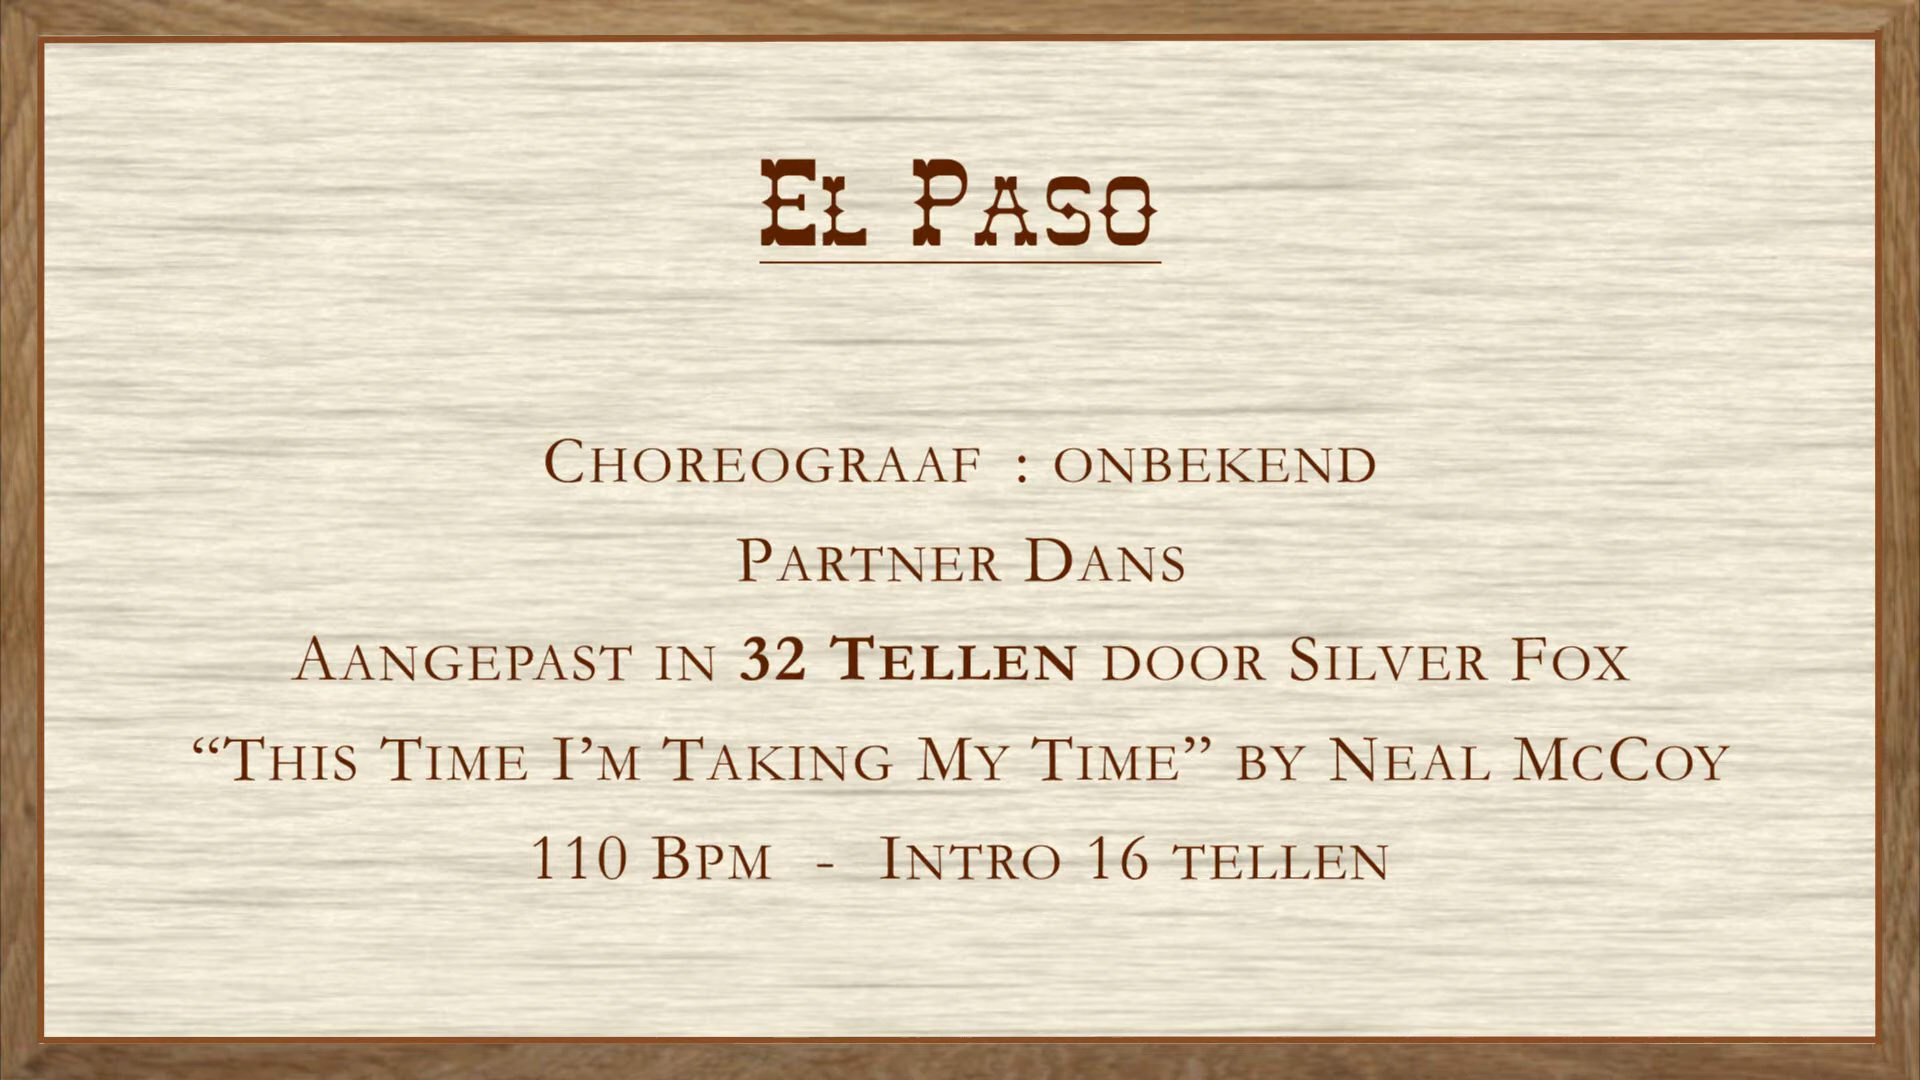 El Paso
Choreograaf : onbekend
Partner Dans
Aangepast in 32 Tellen door Silver Fox
“This Time I’m Taking My Time” by Neal McCoy
110 Bpm - Intro 16 tellen